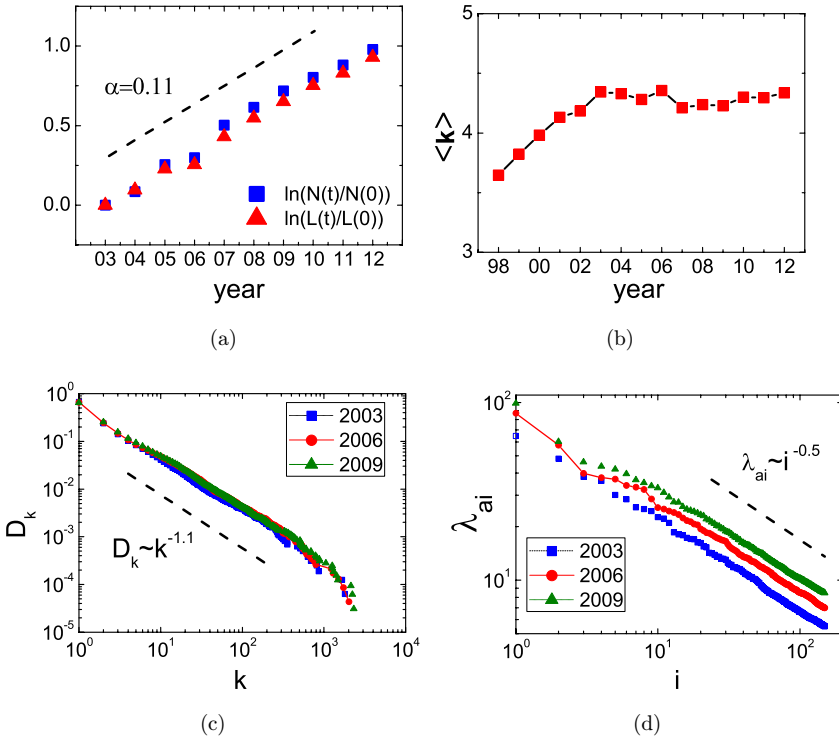 1.0
0.5
0.0
α=0.11
ln(N(t)/N(0))
ln(L(t)/L(0))
03 04 05 06 07 08 09 10 11 12
year
(a)
5
4
3
<k>
98 00 02 04 06 08 10 12
year
(b)
10^0
10^-1
10^-2
10^-3
10^-4
10^-5
D_k
2003
2006
2009
D_k~k^-1.1
10^0 10^1 10^2 10^3 10^4
k
(c)
10^2
10^1
λ_ai
λ_ai~i^-0.5
2003
2006
2009
10^0 10^1 10^2
i
(d)